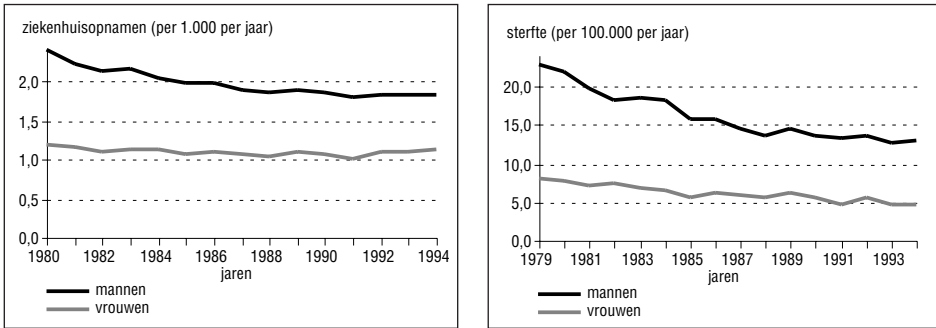 ziekenhuisopnamen (per 1.000 per jaar)
2,0
1,5
1,0
0,5
0,0
1980 1982 1984 1986 1988 1990 1992 1994
jaren
mannen
vrouwen
sterfte (per 100.000 per jaar)
20,0
15,0
10.0
5,0
0,0
1979 1981 1983 1985 1987 1989 1991 1993
jaren
mannen
vrouwen